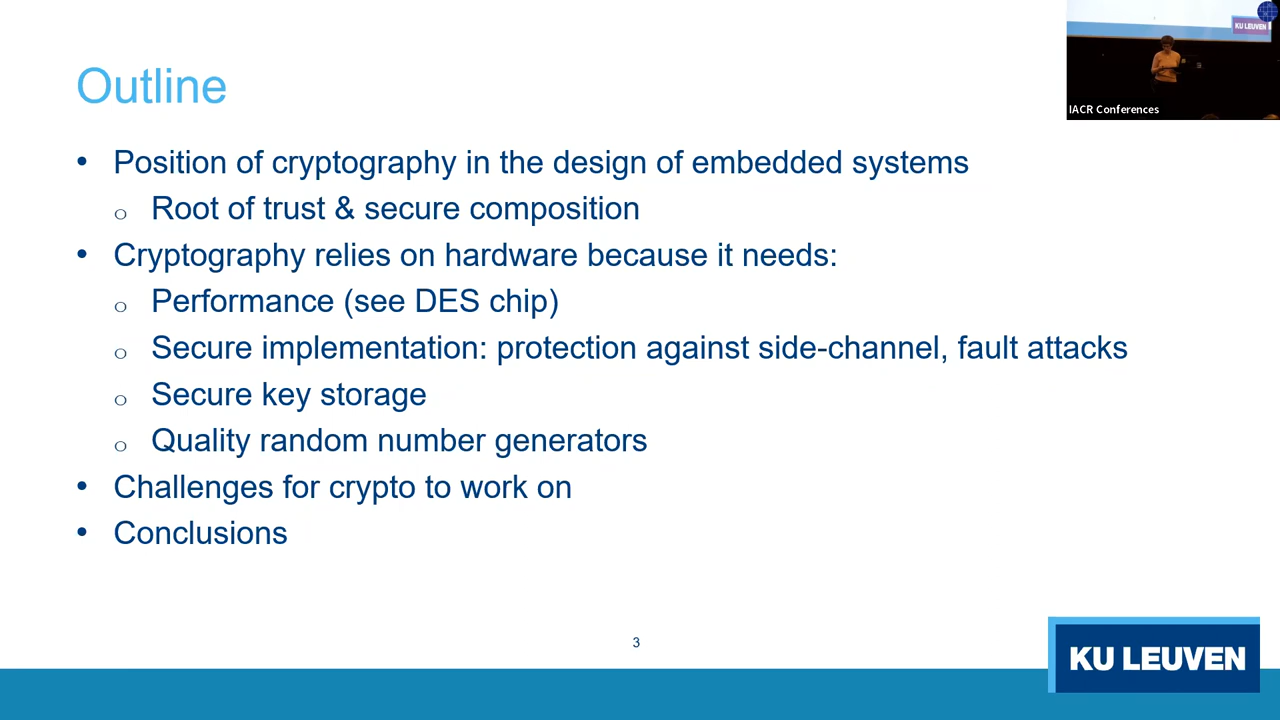 KU LEUVEN
IACR Conferences
Outline
• Position of cryptography in the design of embedded systems
o Root of trust & secure composition
• Cryptography relies on hardware because it needs:
o Performance (see DES chip)
o Secure implementation: protection against side-channel, fault attacks
o Secure key storage
o Quality random number generators
• Challenges for crypto to work on
• Conclusions
3
KU LEUVEN